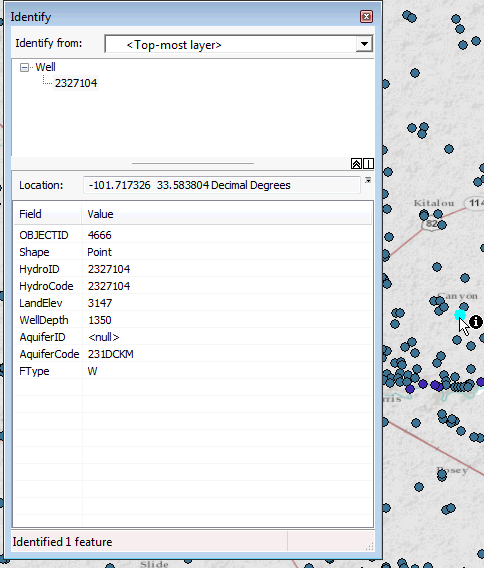 Identify
Identify from: <Top-most layer>
Well
2327104
Location: -101.717326 33.583804 Decimal Degrees
Field Value
OBJECTID 4666
Shape Point
HydroID 2327104
HydroCode 2327104
LandElev 3147
WellDepth 1350
AquiferID <null>
AquiferCode 231DCKM
FType W
Identified 1 feature
Kitalou
114
82
Canyon
Posey
Slide